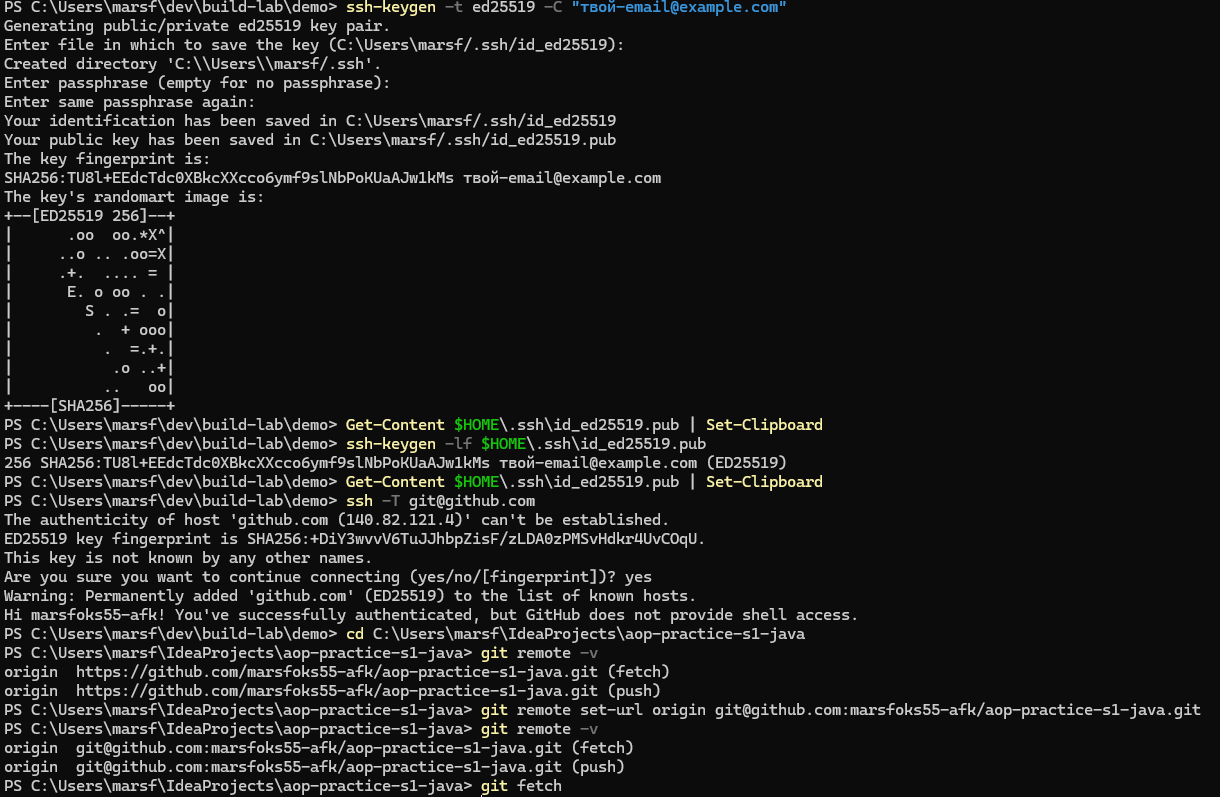 PS C:\Users\marsf\dev\build-lab\demo> ssh-keygen -t ed25519 -C "твой-email@example.com"
Generating public/private ed25519 key pair.
Enter file in which to save the key (C:\Users\marsf/.ssh/id_ed25519):
Created directory 'C:\\Users\\marsf/.ssh'.
Enter passphrase (empty for no passphrase):
Enter same passphrase again:
Your identification has been saved in C:\Users\marsf/.ssh/id_ed25519
Your public key has been saved in C:\Users\marsf/.ssh/id_ed25519.pub
The key fingerprint is:
SHA256:TU8l+EEdcTdc0XBkcXXcco6ymf9slNbPoKUaAJw1kMs твой-email@example.com
The key's randomart image is:
+--[ED25519 256]--+
|      .oo  oo.*X^|
|     ..o .. .oo=X|
|     .+.  .... = |
|      E. o oo . .|
|        S . .=  o|
|         .  + ooo|
|          .  =.+.|
|           .o ..+|
|          ..   oo|
+----[SHA256]-----+
PS C:\Users\marsf\dev\build-lab\demo> Get-Content $HOME\.ssh\id_ed25519.pub | Set-Clipboard
PS C:\Users\marsf\dev\build-lab\demo> ssh-keygen -lf $HOME\.ssh\id_ed25519.pub
256 SHA256:TU8l+EEdcTdc0XBkcXXcco6ymf9slNbPoKUaAJw1kMs твой-email@example.com (ED25519)
PS C:\Users\marsf\dev\build-lab\demo> Get-Content $HOME\.ssh\id_ed25519.pub | Set-Clipboard
PS C:\Users\marsf\dev\build-lab\demo> ssh -T git@github.com
The authenticity of host 'github.com (140.82.121.4)' can't be established.
ED25519 key fingerprint is SHA256:+DiY3wvvV6TuJJhbpZisF/zLDA0zPMSvHdkr4UvCOqU.
This key is not known by any other names.
Are you sure you want to continue connecting (yes/no/[fingerprint])? yes
Warning: Permanently added 'github.com' (ED25519) to the list of known hosts.
Hi marsfoks55-afk! You've successfully authenticated, but GitHub does not provide shell access.
PS C:\Users\marsf\dev\build-lab\demo> cd C:\Users\marsf\IdeaProjects\aop-practice-s1-java
PS C:\Users\marsf\IdeaProjects\aop-practice-s1-java> git remote -v
origin  https://github.com/marsfoks55-afk/aop-practice-s1-java.git (fetch)
origin  https://github.com/marsfoks55-afk/aop-practice-s1-java.git (push)
PS C:\Users\marsf\IdeaProjects\aop-practice-s1-java> git remote set-url origin git@github.com:marsfoks55-afk/aop-practice-s1-java.git
PS C:\Users\marsf\IdeaProjects\aop-practice-s1-java> git remote -v
origin  git@github.com:marsfoks55-afk/aop-practice-s1-java.git (fetch)
origin  git@github.com:marsfoks55-afk/aop-practice-s1-java.git (push)
PS C:\Users\marsf\IdeaProjects\aop-practice-s1-java> git fetch